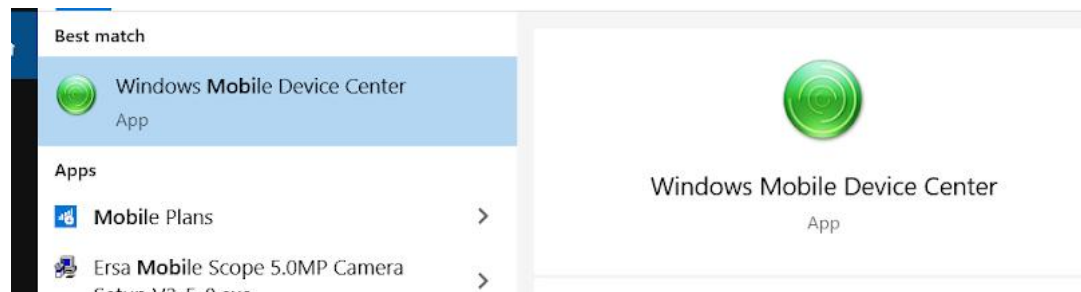 Best match
Windows Mobile Device Center
App
Apps
Mobile Plans
Ersa Mobile Scope 5.0MP Camera
Windows Mobile Device Center
App